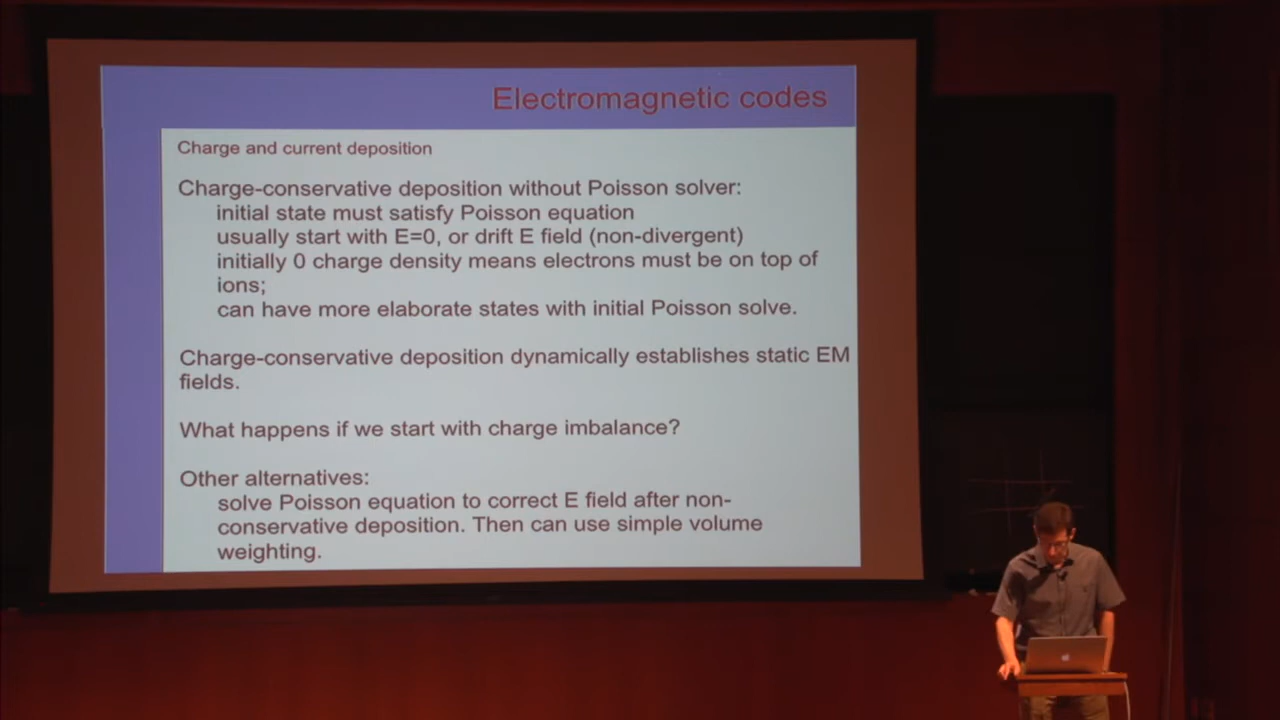 Electromagnetic codes
Charge and current deposition
Charge-conservative deposition without Poisson solver:
initial state must satisfy Poisson equation
usually start with E=0, or drift E field (non-divergent)
initially 0 charge density means electrons must be on top of
ions;
can have more elaborate states with initial Poisson solve.
Charge-conservative deposition dynamically establishes static EM
fields.
What happens if we start with charge imbalance?
Other alternatives:
solve Poisson equation to correct E field after non-
conservative deposition. Then can use simple volume
weighting.